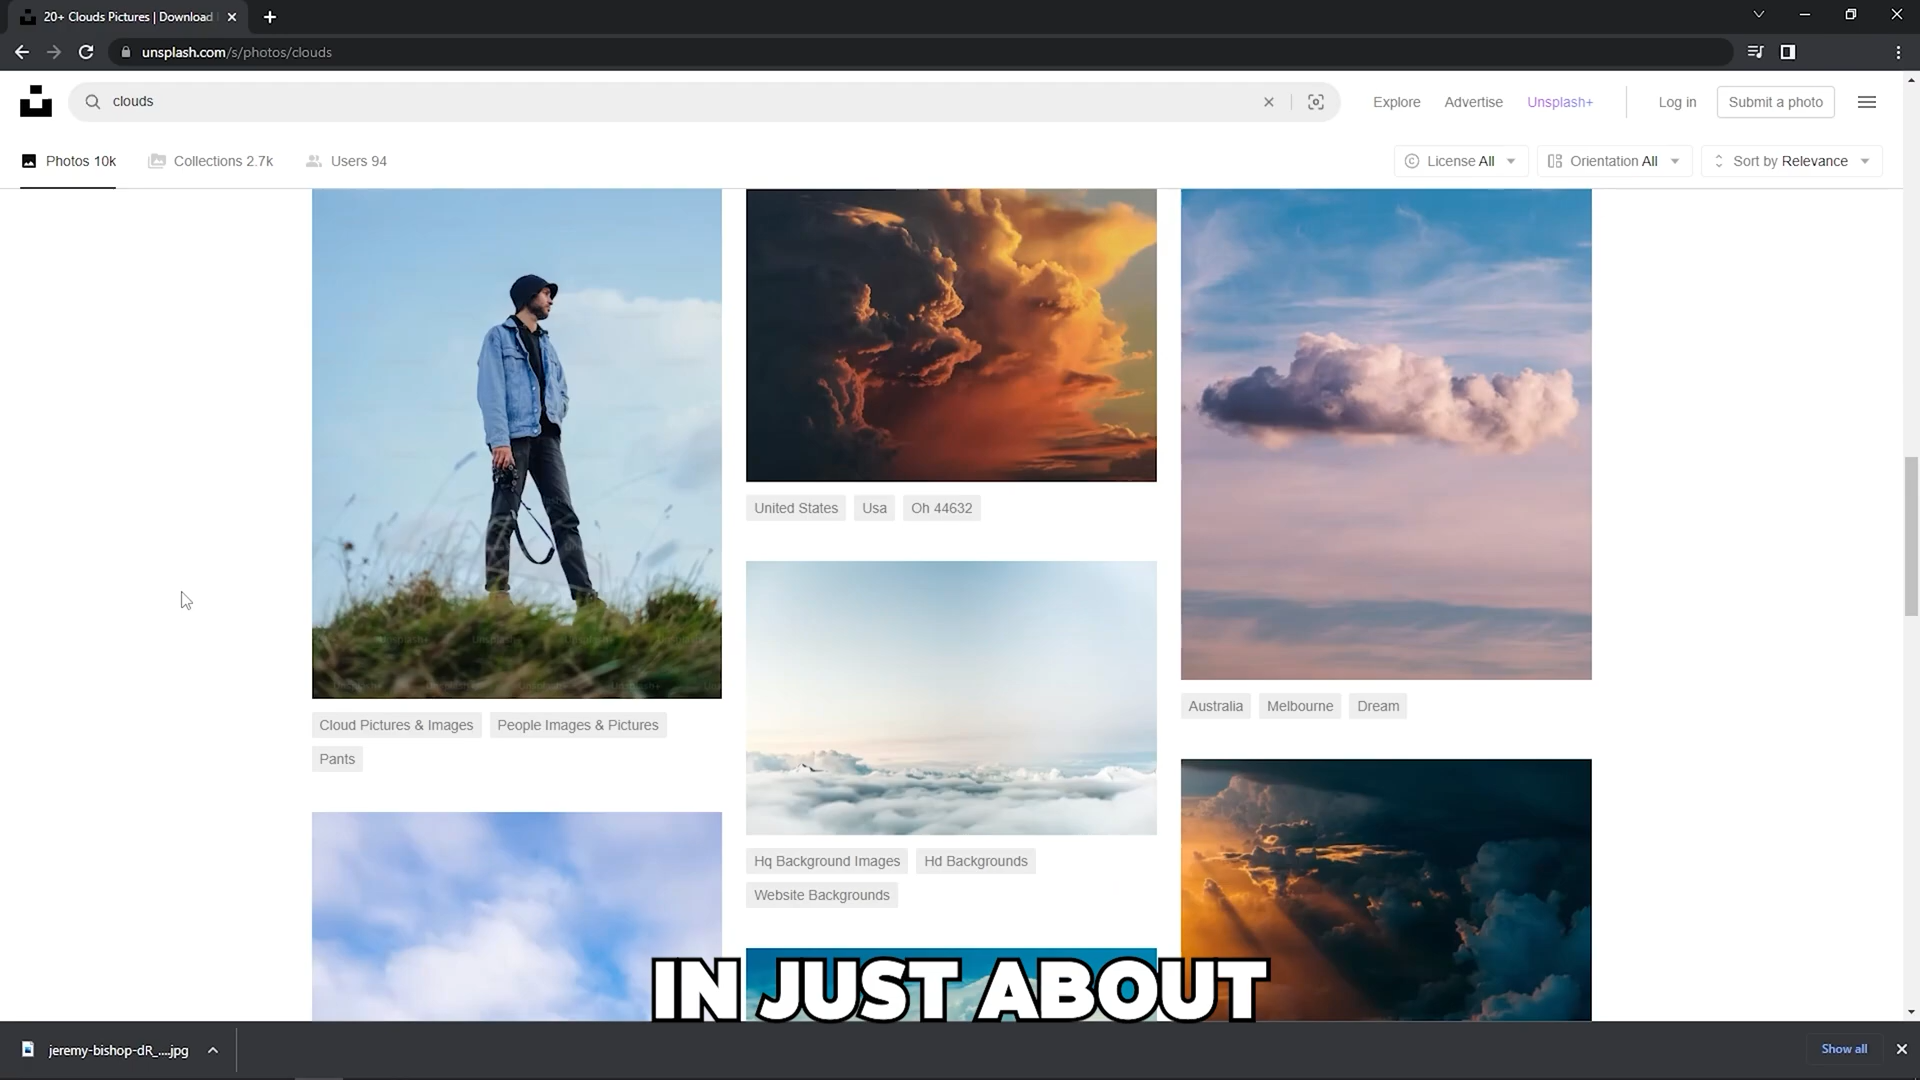 20+ Clouds Pictures | Download
unsplash.com/s/photos/clouds
clouds
Explore
Advertise
Unsplash+
Log in
Submit a photo
Photos 10k
Collections 2.7k
Users 94
License All
Orientation All
Sort by Relevance
United States
Usa
Oh 44632
Cloud Pictures & Images
People Images & Pictures
Pants
Australia
Melbourne
Dream
Hq Background Images
Hd Backgrounds
Website Backgrounds
IN JUST ABOUT
jeremy-bishop-dR_....jpg
Show all